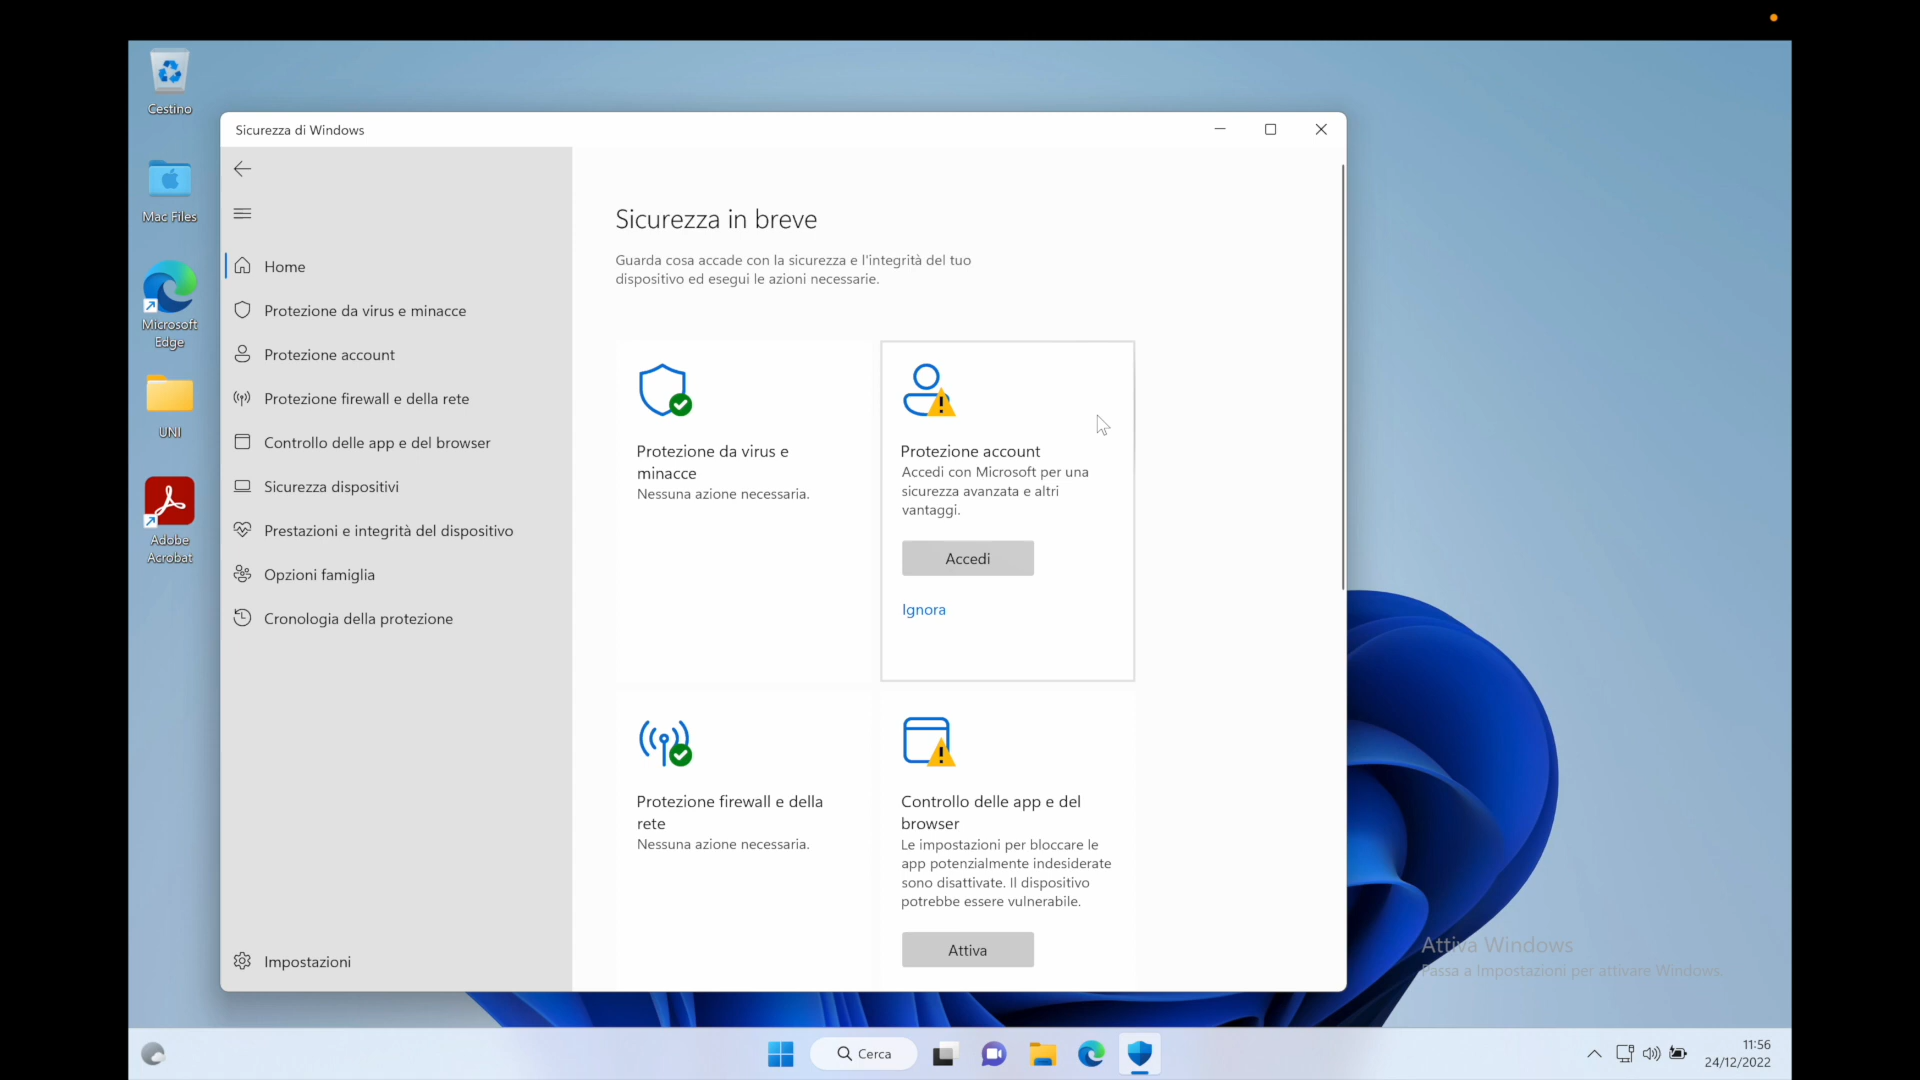 Cestino
Mac Files
Microsoft
Edge
UNI
Adobe
Acrobat
Sicurezza di Windows
Home
Protezione da virus e minacce
Protezione account
Protezione firewall e della rete
Controllo delle app e del browser
Sicurezza dispositivi
Prestazioni e integrità del dispositivo
Opzioni famiglia
Cronologia della protezione
Impostazioni
Sicurezza in breve
Guarda cosa accade con la sicurezza e l'integrità del tuo
dispositivo ed esegui le azioni necessarie.
Protezione da virus e
minacce
Nessuna azione necessaria.
Protezione account
Accedi con Microsoft per una
sicurezza avanzata e altri
vantaggi.
Accedi
Ignora
Protezione firewall e della
rete
Nessuna azione necessaria.
Controllo delle app e del
browser
Le impostazioni per bloccare le
app potenzialmente indesiderate
sono disattivate. Il dispositivo
potrebbe essere vulnerabile.
Attiva
Attiva Windows
Passa a Impostazioni per attivare Windows.
Cerca
11:56
24/12/2022